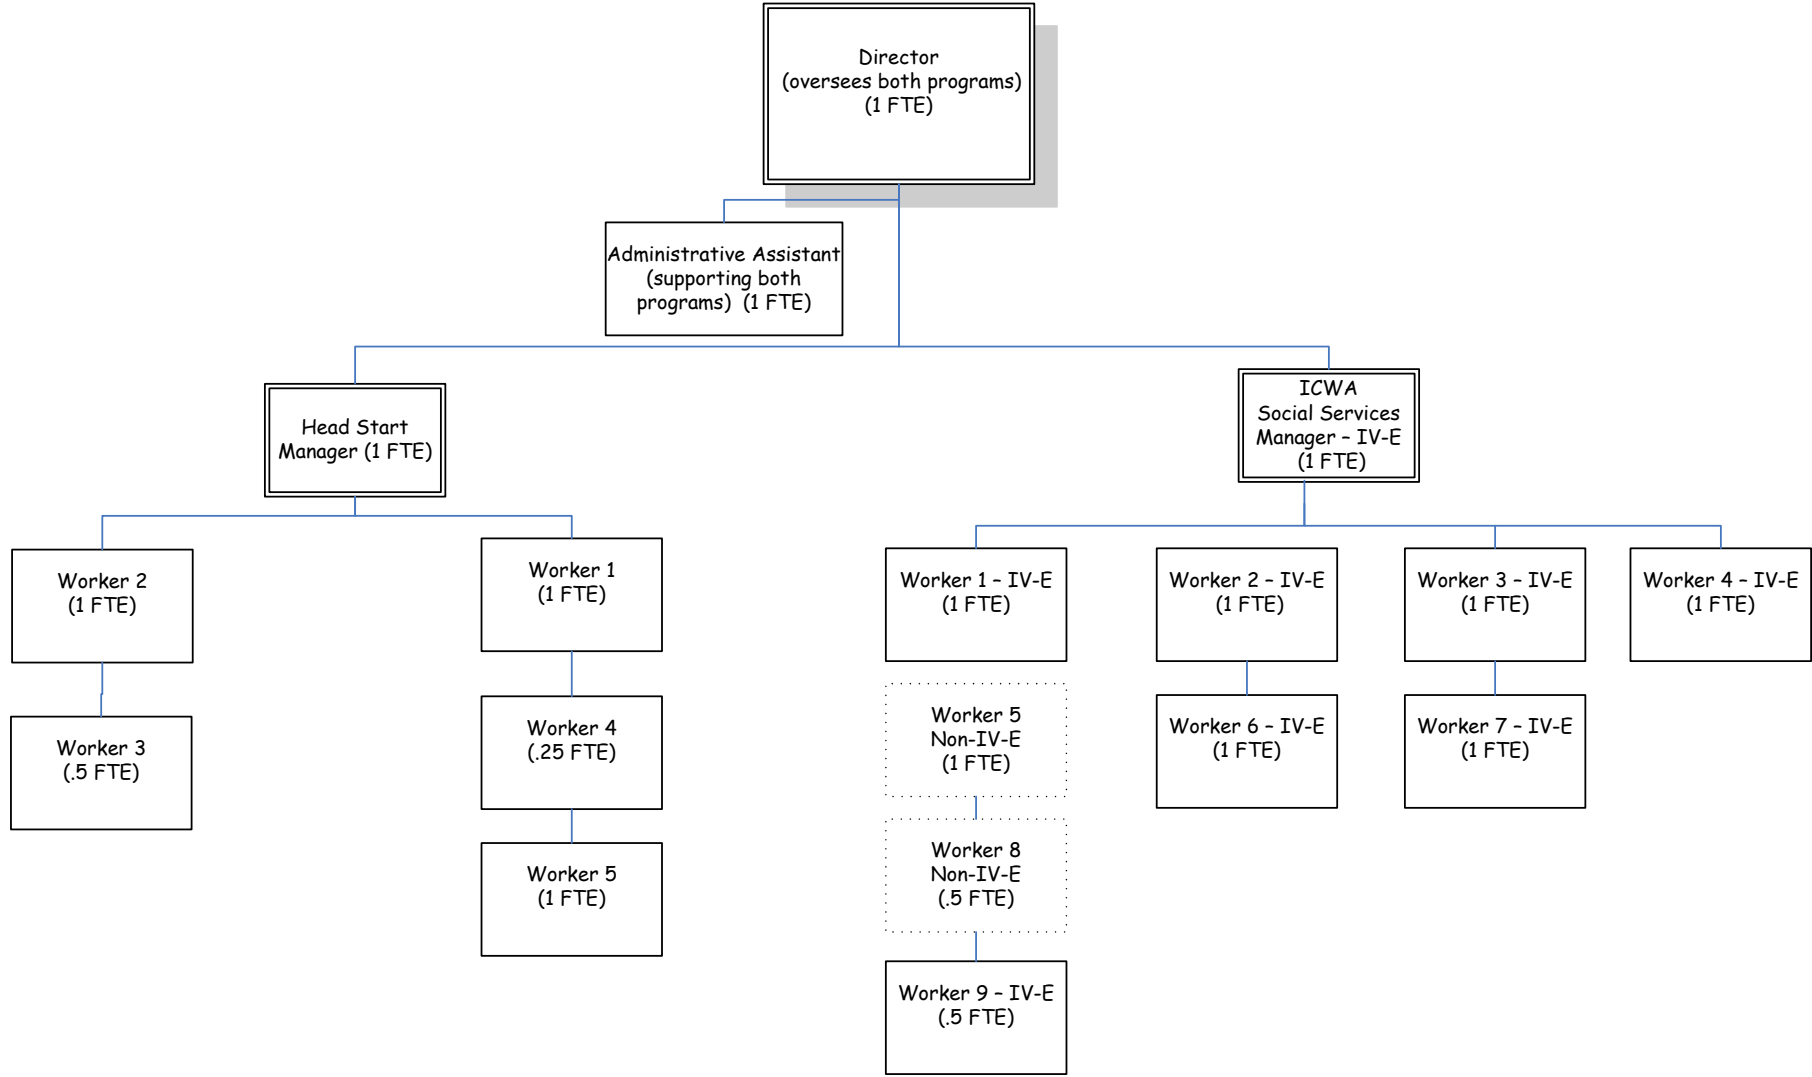 Director
(oversees both programs)
(1 FTE)
Administrative Assistant
(supporting both
programs)  (1 FTE)
Head Start
Manager (1 FTE)
ICWA
Social Services
Manager – IV-E
(1 FTE)
Worker 2
(1 FTE)
Worker 3
(.5 FTE)
Worker 1
(1 FTE)
Worker 4
(.25 FTE)
Worker 5
(1 FTE)
Worker 1 – IV-E
(1 FTE)
Worker 5
Non-IV-E
(1 FTE)
Worker 8
Non-IV-E
(.5 FTE)
Worker 9 – IV-E
(.5 FTE)
Worker 2 – IV-E
(1 FTE)
Worker 6 – IV-E
(1 FTE)
Worker 3 – IV-E
(1 FTE)
Worker 7 – IV-E
(1 FTE)
Worker 4 – IV-E
(1 FTE)